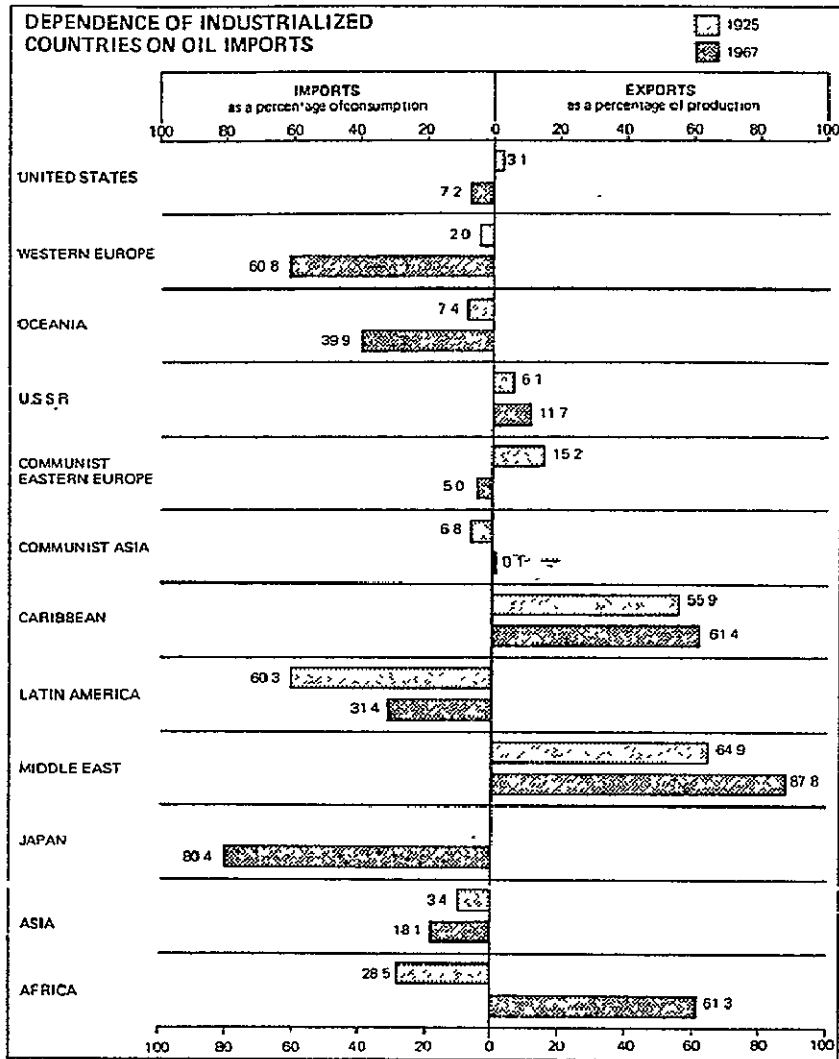 DEPENDENCE OF INDUSTRIALIZED
COUNTRIES ON OIL IMPORTS
1925
1967
IMPORTS
as a percentage of consumption
EXPORTS
as a percentage of production
100 80 60 40 20 0 20 40 60 80 100
UNITED STATES
3 1
7 2
WESTERN EUROPE
2 0
60 8
OCEANIA
7 4
39 9
U.S S R
6 1
11 7
COMMUNIST
EASTERN EUROPE
15 2
5 0
COMMUNIST ASIA
6 8
0 1
CARIBBEAN
55 9
61 4
LATIN AMERICA
60 3
31 4
MIDDLE EAST
64 9
87 8
JAPAN
80 4
ASIA
3 4
18 1
AFRICA
28 5
61 3
100 80 60 40 20 0 20 40 60 80 100